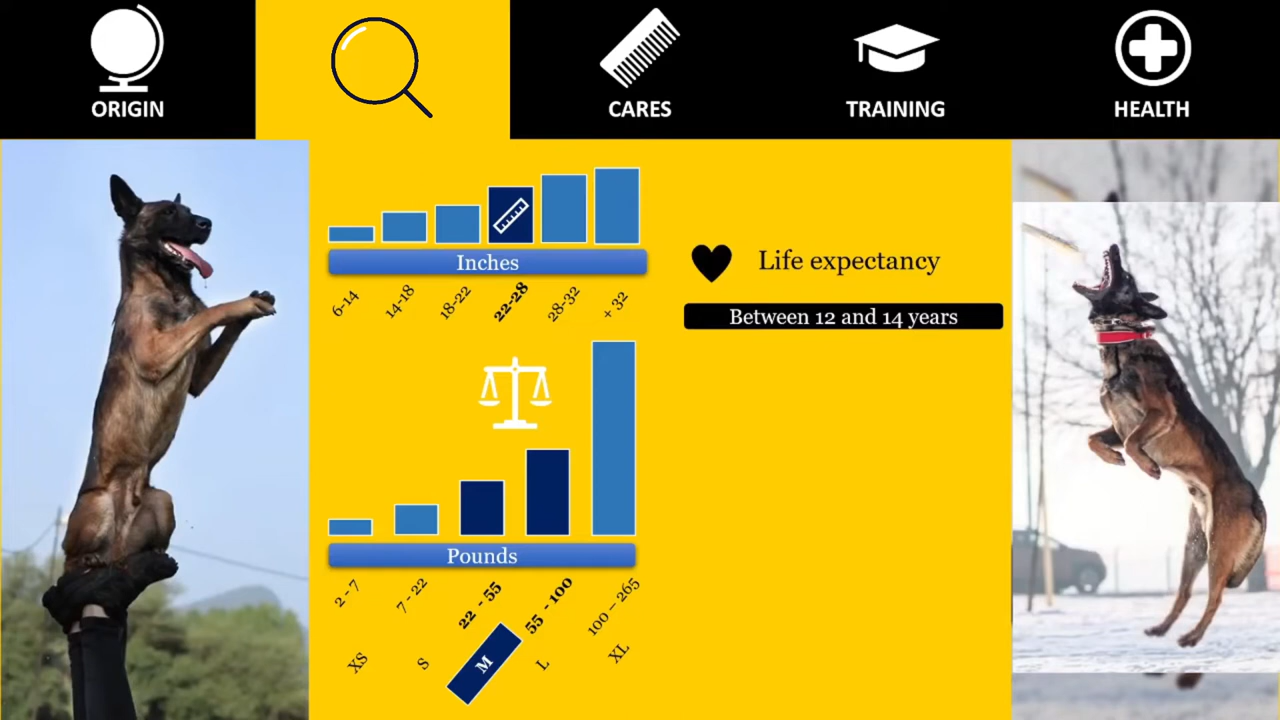 ORIGIN
CARES
TRAINING
HEALTH
Inches
6-14
14-18
18-22
22-28
28-32
+ 32
Life expectancy
Between 12 and 14 years
Pounds
2 - 7
7 - 22
22 - 55
55 - 100
100 – 265
XS
S
M
L
XL